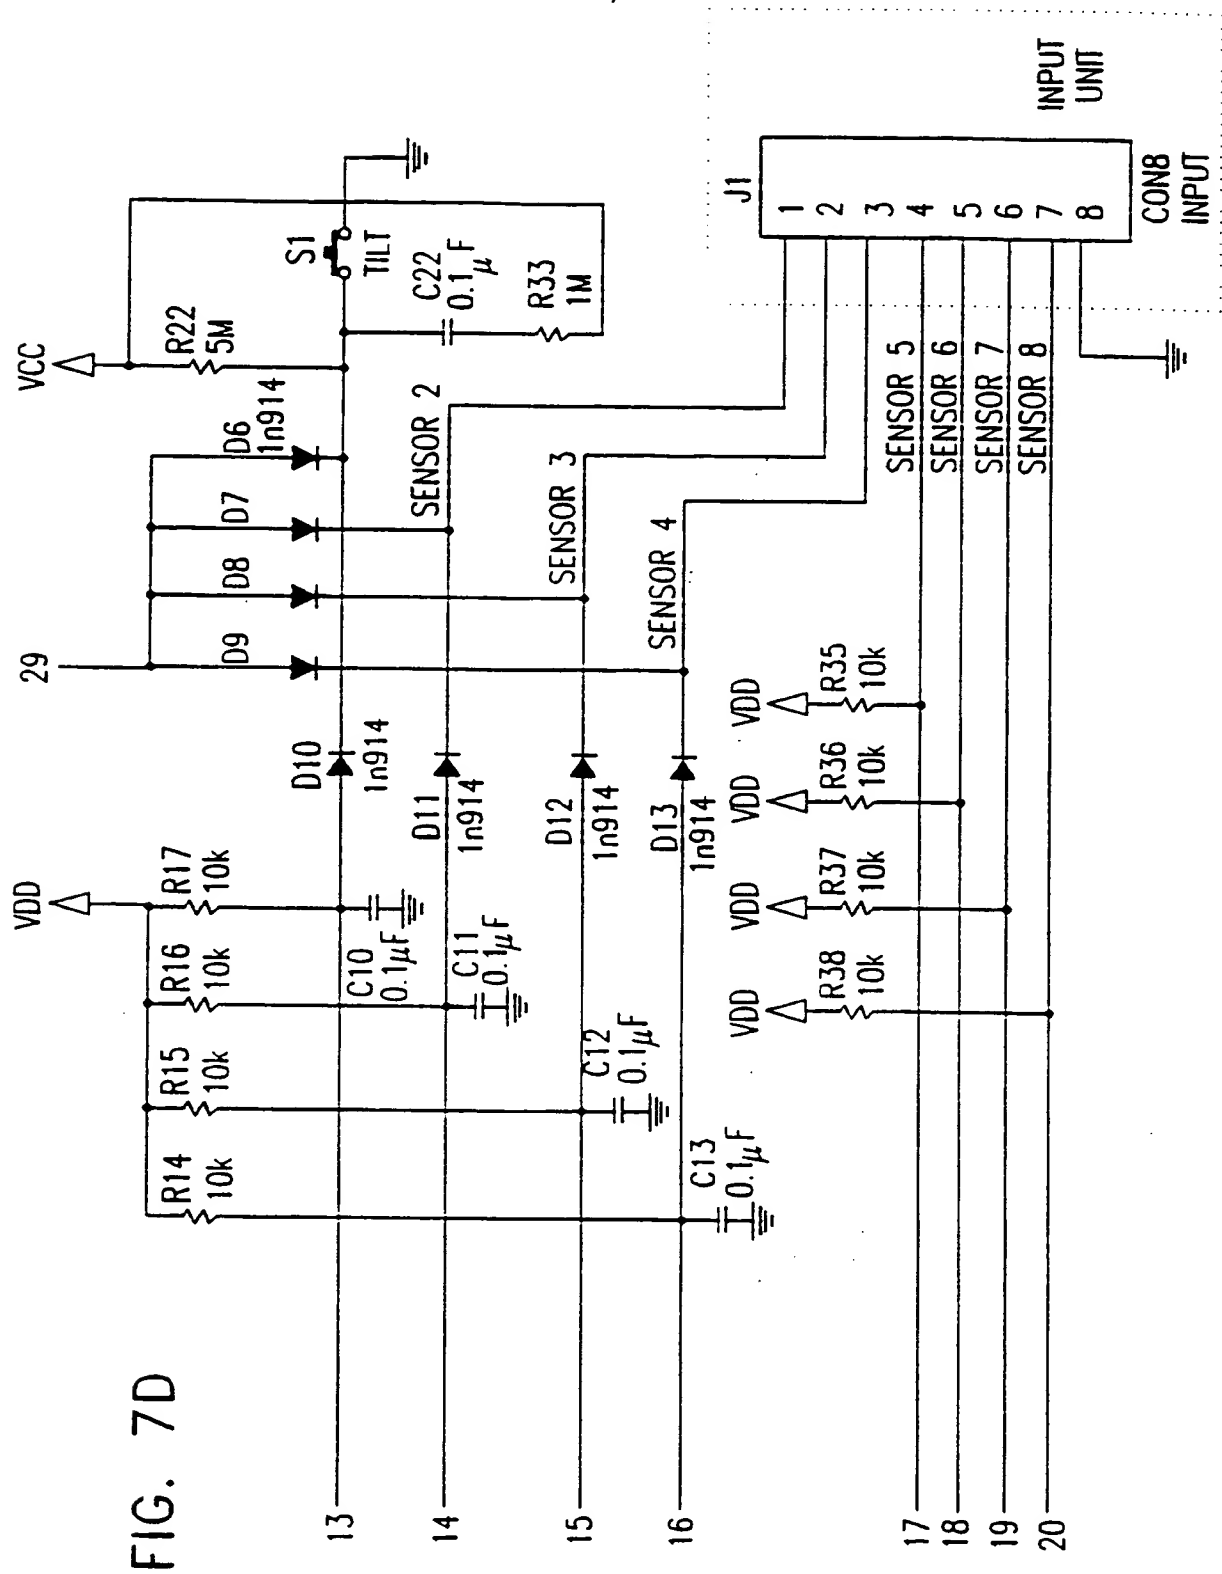 FIG. 7D
29
VCC
VDD
R14
10k
R15
10k
R16
10k
R17
10k
D9
D8
D7
D6
1n914
R22
5M
S1
TILT
C22
0.1μF
R33
1M
D10
1n914
D11
1n914
D12
1n914
D13
1n914
C10
0.1μF
C11
0.1μF
C12
0.1μF
C13
0.1μF
SENSOR 2
SENSOR 3
SENSOR 4
VDD
R38
10k
VDD
R37
10k
VDD
R36
10k
VDD
R35
10k
SENSOR 5
SENSOR 6
SENSOR 7
SENSOR 8
J1
1
2
3
4
5
6
7
8
CON8
INPUT
INPUT
UNIT
13
14
15
16
17
18
19
20